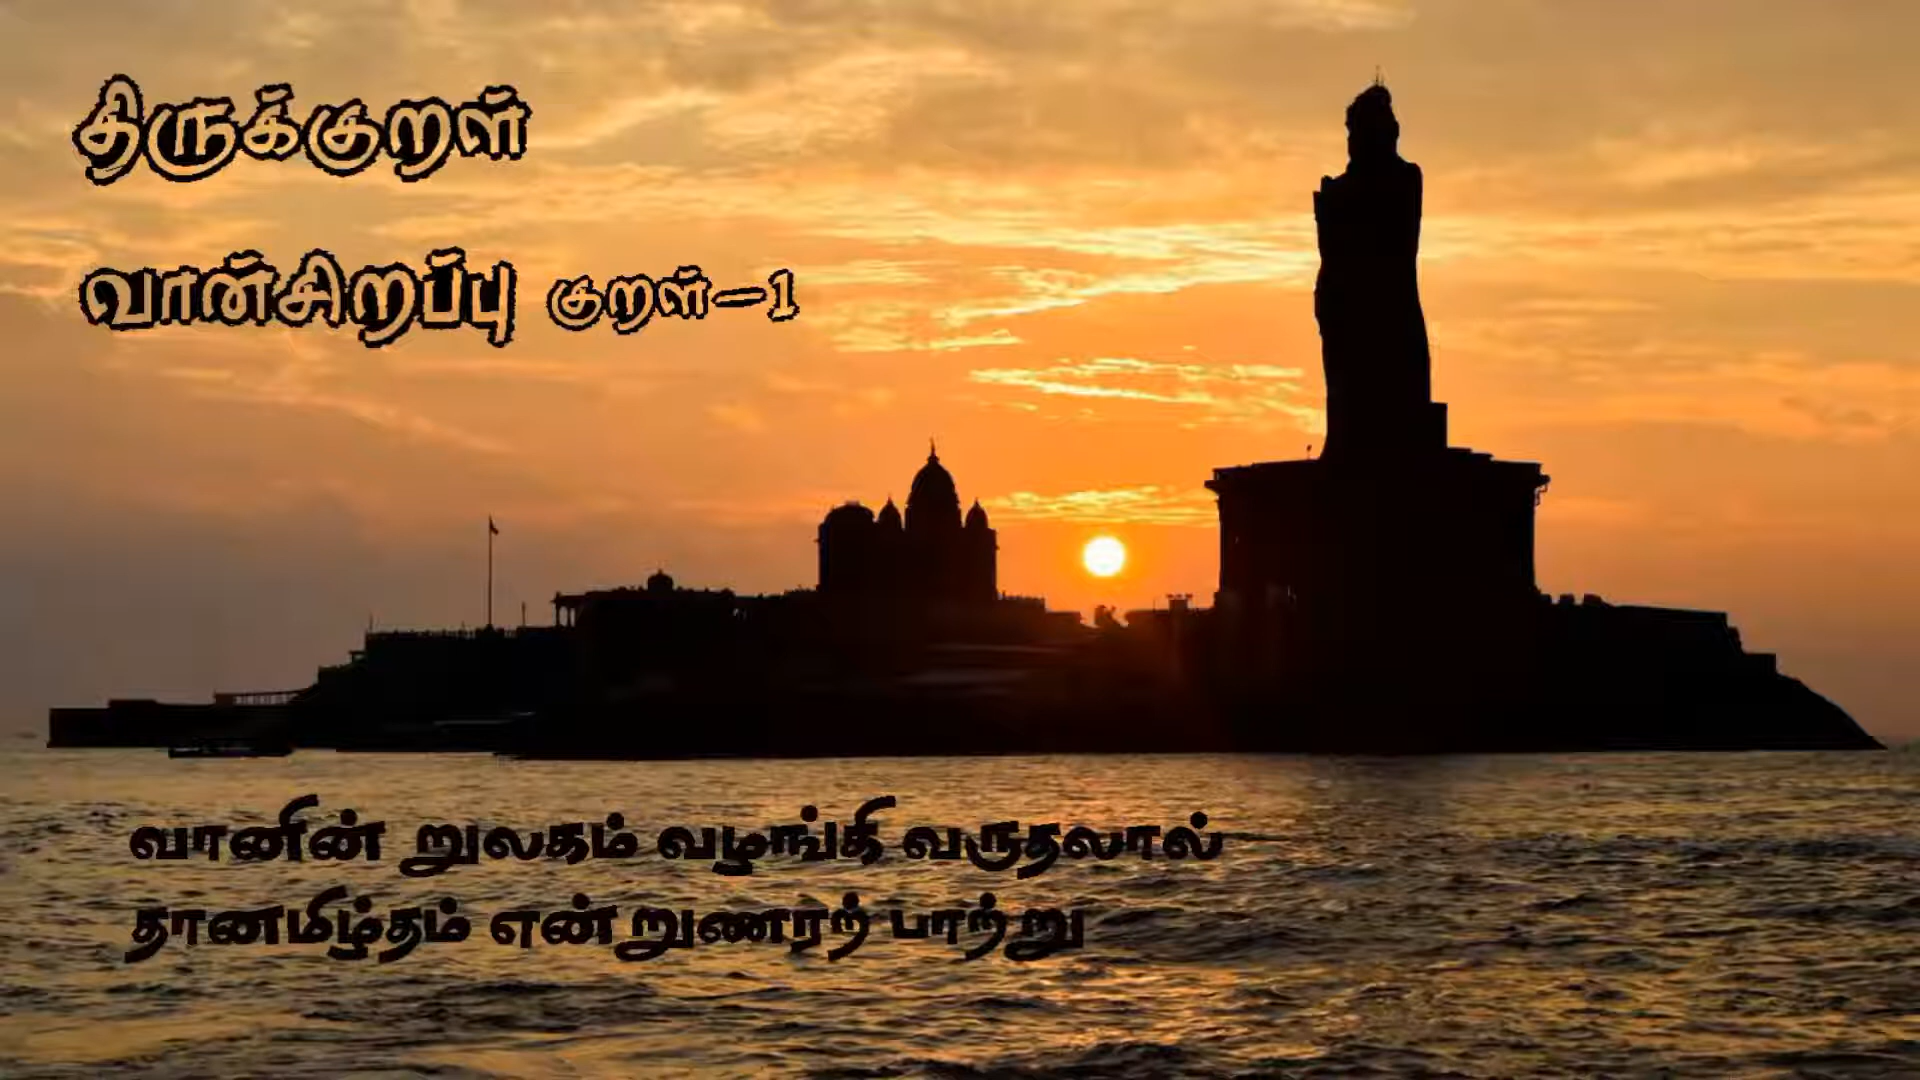 திருக்குறள்
வான்சிறப்பு குறள்-1
வானின் றுலகம் வழங்கி வருதலால்
தானமிழ்தம் என்றுணரற் பாற்று